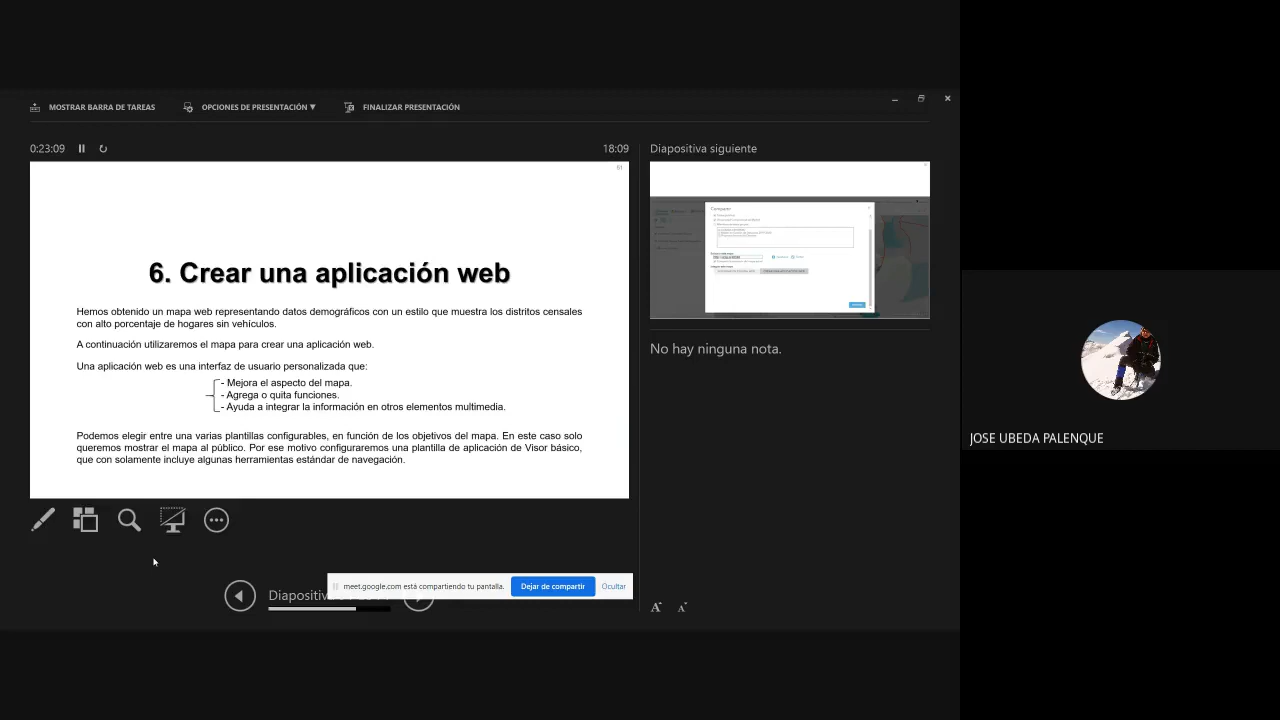 MOSTRAR BARRA DE TAREAS
OPCIONES DE PRESENTACIÓN ▼
FINALIZAR PRESENTACIÓN
0:23:09
18:09
Diapositiva siguiente
6. Crear una aplicación web
Hemos obtenido un mapa web representando datos demográficos con un estilo que muestra los distritos censales
con alto porcentaje de hogares sin vehículos.
A continuación utilizaremos el mapa para crear una aplicación web.
Una aplicación web es una interfaz de usuario personalizada que:
- Mejora el aspecto del mapa.
- Agrega o quita funciones.
- Ayuda a integrar la información en otros elementos multimedia.
Podemos elegir entre una varias plantillas configurables, en función de los objetivos del mapa. En este caso solo
queremos mostrar el mapa al público. Por ese motivo configuraremos una plantilla de aplicación de Visor básico,
que con solamente incluye algunas herramientas estándar de navegación.
Compartir
No hay ninguna nota.
JOSE UBEDA PALENQUE
meet.google.com está compartiendo tu pantalla.
Dejar de compartir
Ocultar
A A